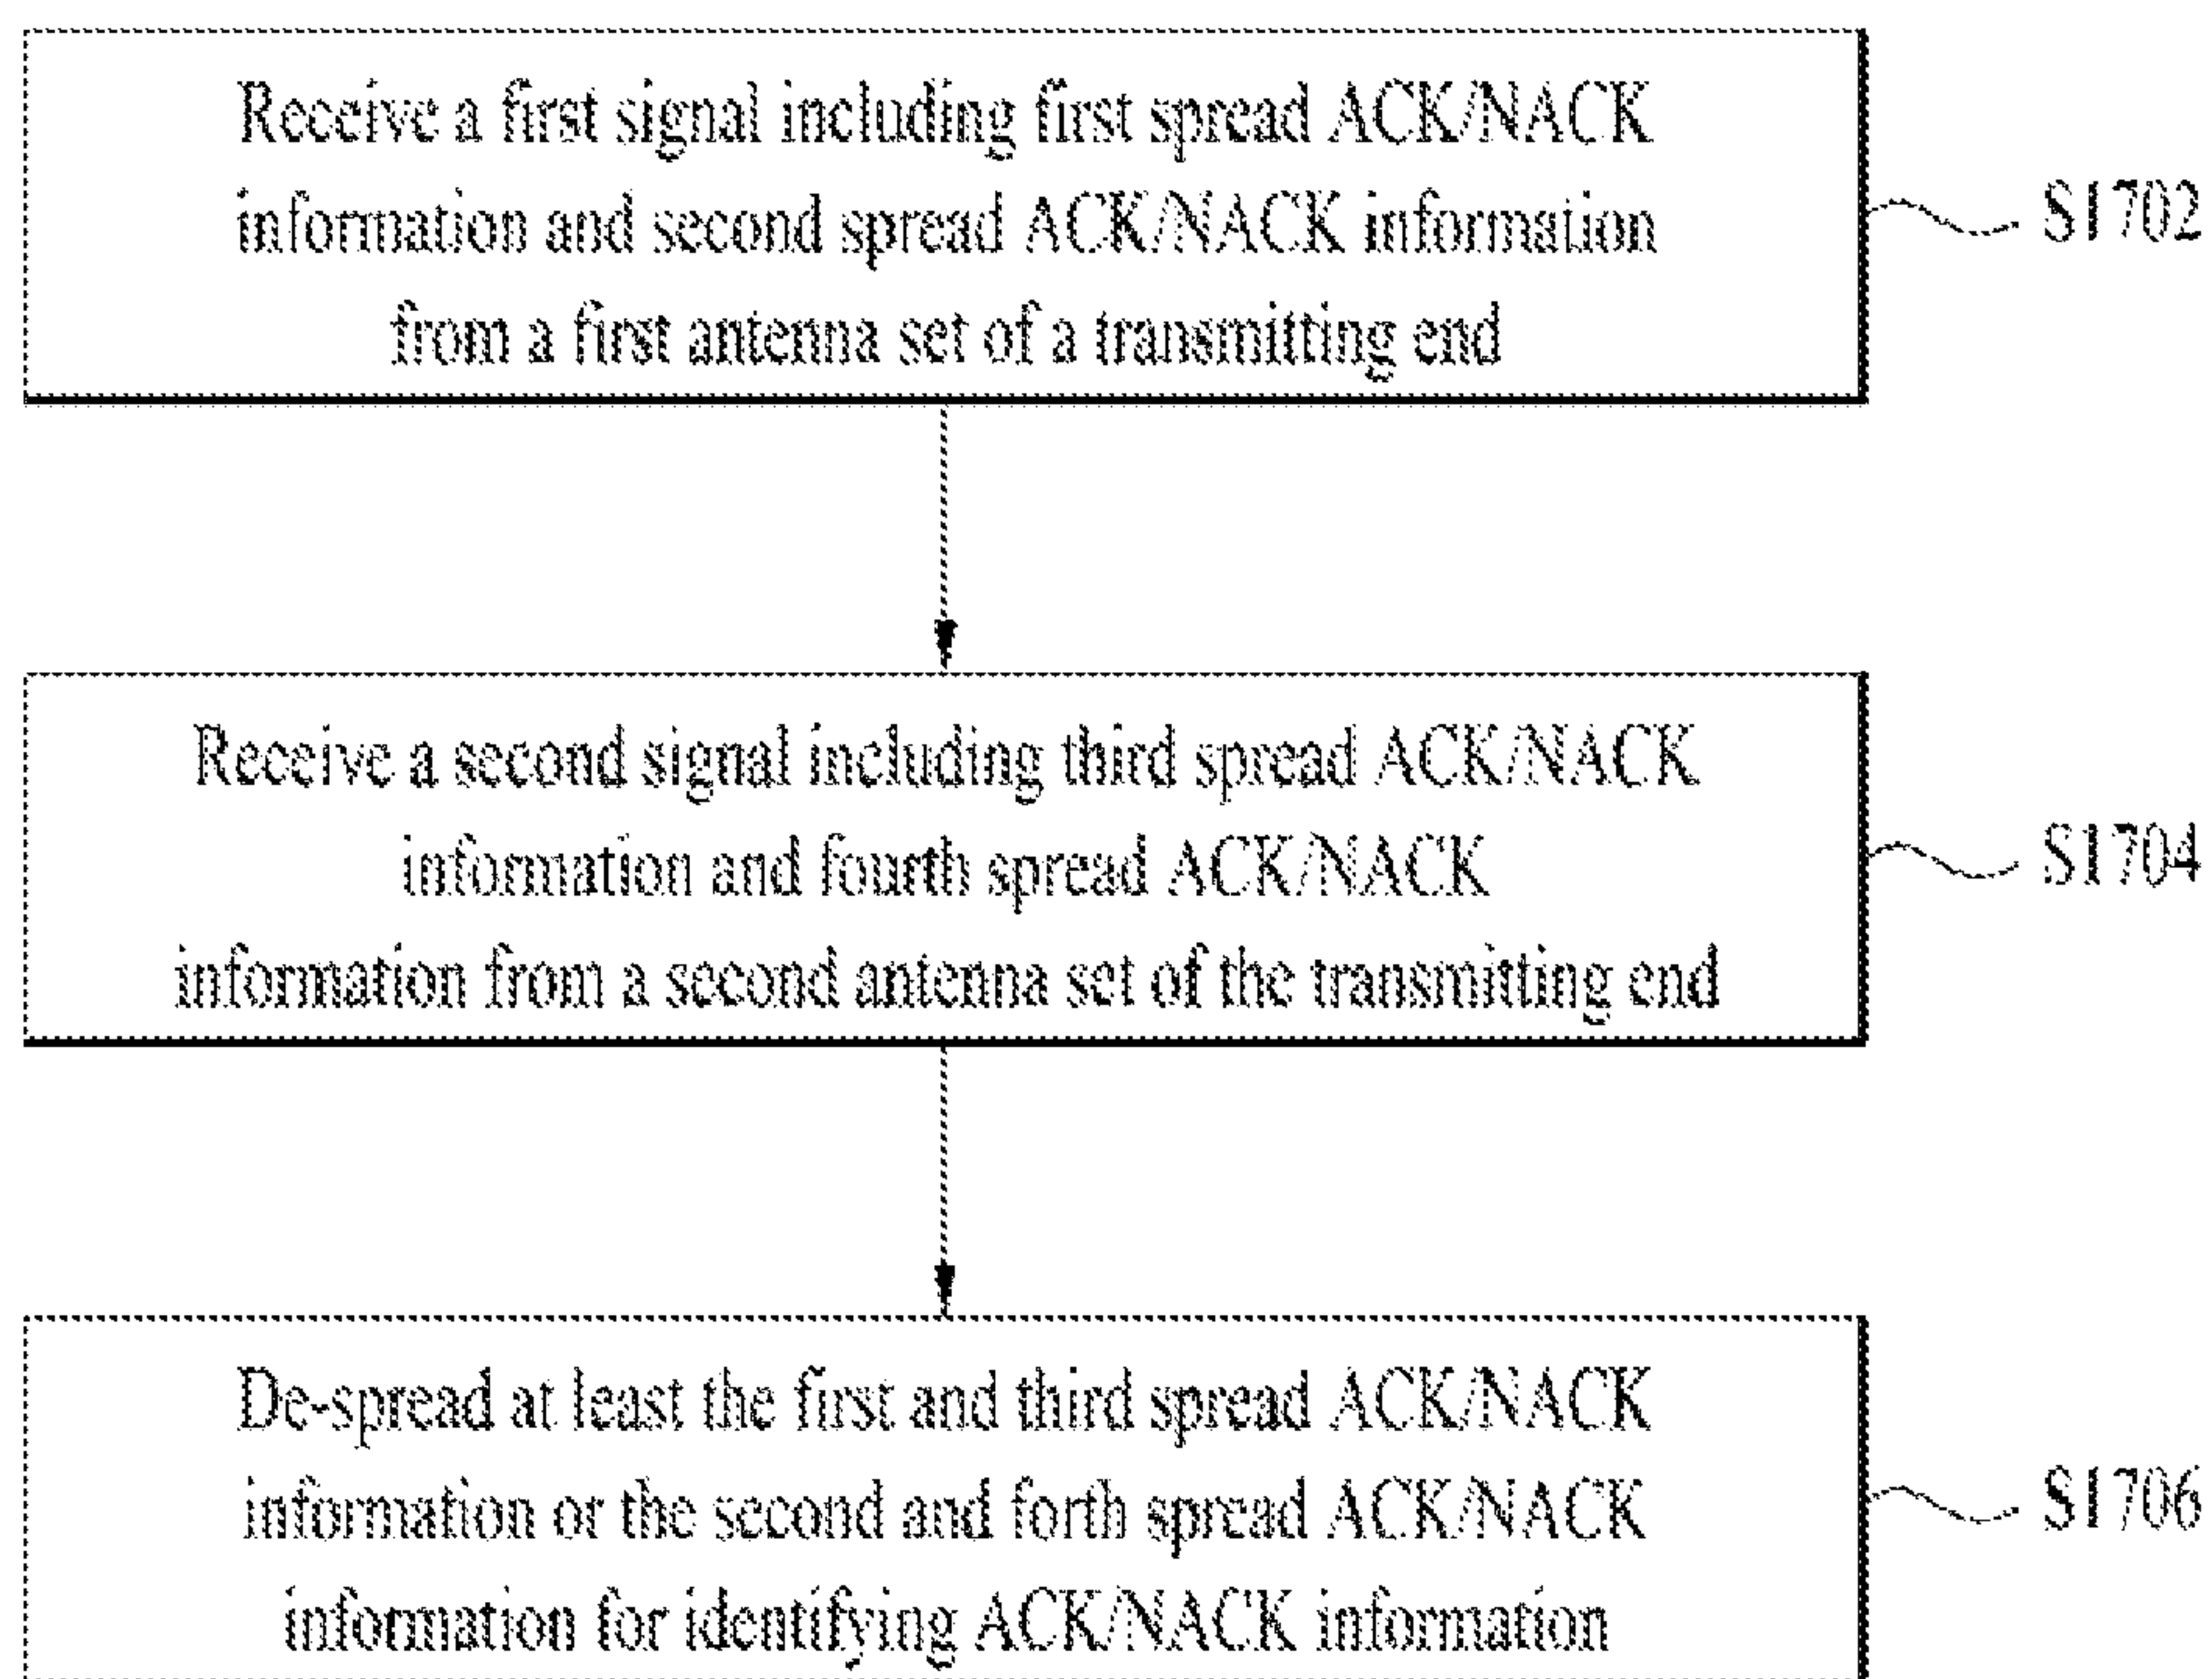 Receive a first signal including first spread ACK/NACK
information and second spread ACK/NACK information
from a first antenna set of a transmitting end
S1702
Receive a second signal including third spread ACK/NACK
information and fourth spread ACK/NACK
information from a second antenna set of the transmitting end
S1704
De-spread at least the first and third spread ACK/NACK
information or the second and forth spread ACK/NACK
information for identifying ACK/NACK information
S1706